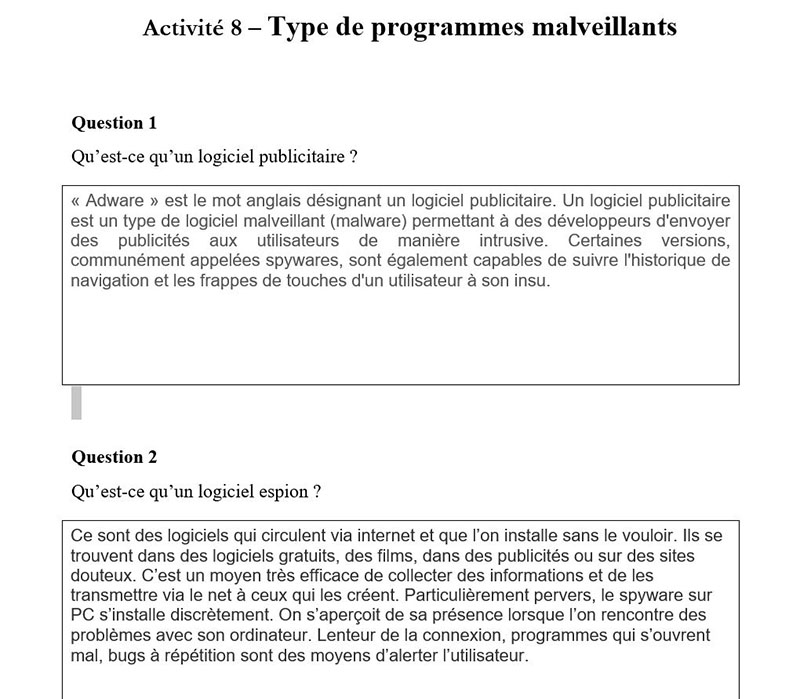 Activité 8 – Type de programmes malveillants
Question 1
Qu’est-ce qu’un logiciel publicitaire ?
« Adware » est le mot anglais désignant un logiciel publicitaire. Un logiciel publicitaire
est un type de logiciel malveillant (malware) permettant à des développeurs d'envoyer
des publicités aux utilisateurs de manière intrusive. Certaines versions,
communément appelées spywares, sont également capables de suivre l'historique de
navigation et les frappes de touches d'un utilisateur à son insu.
Question 2
Qu’est-ce qu’un logiciel espion ?
Ce sont des logiciels qui circulent via internet et que l’on installe sans le vouloir. Ils se
trouvent dans des logiciels gratuits, des films, dans des publicités ou sur des sites
douteux. C’est un moyen très efficace de collecter des informations et de les
transmettre via le net à ceux qui les créent. Particulièrement pervers, le spyware sur
PC s’installe discrètement. On s’aperçoit de sa présence lorsque l’on rencontre des
problèmes avec son ordinateur. Lenteur de la connexion, programmes qui s’ouvrent
mal, bugs à répétition sont des moyens d’alerter l’utilisateur.